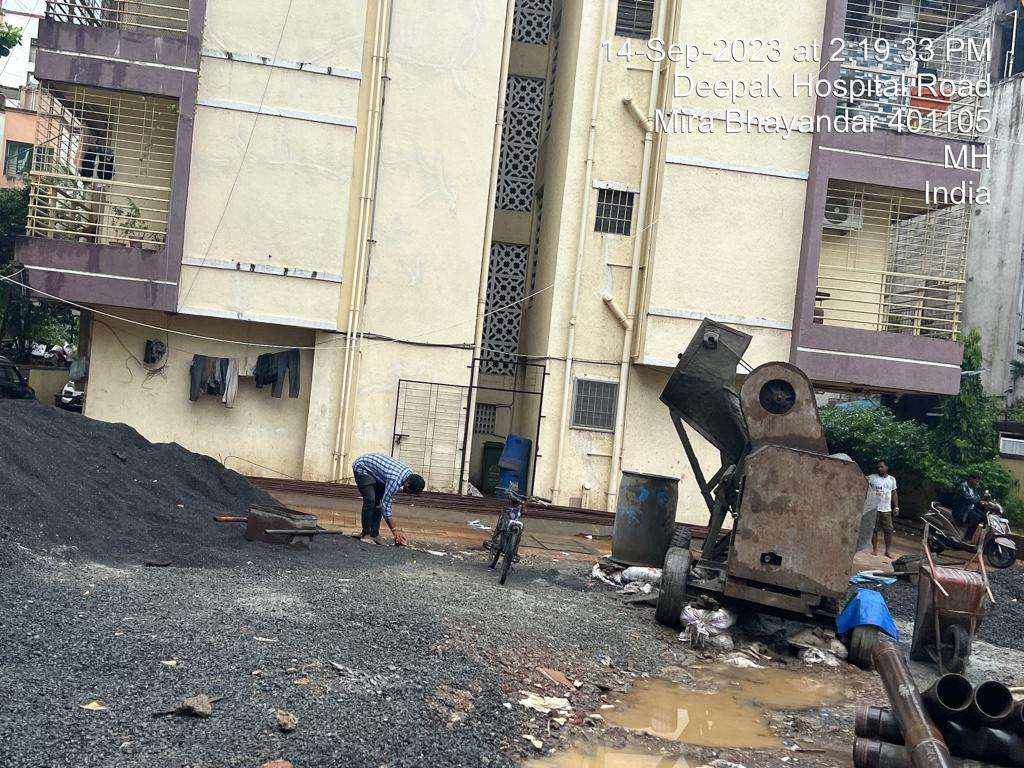 14-Sep-2023 at 2:19:33 PM
Deepak Hospital Road
Mira Bhayandar 401105
MH
India